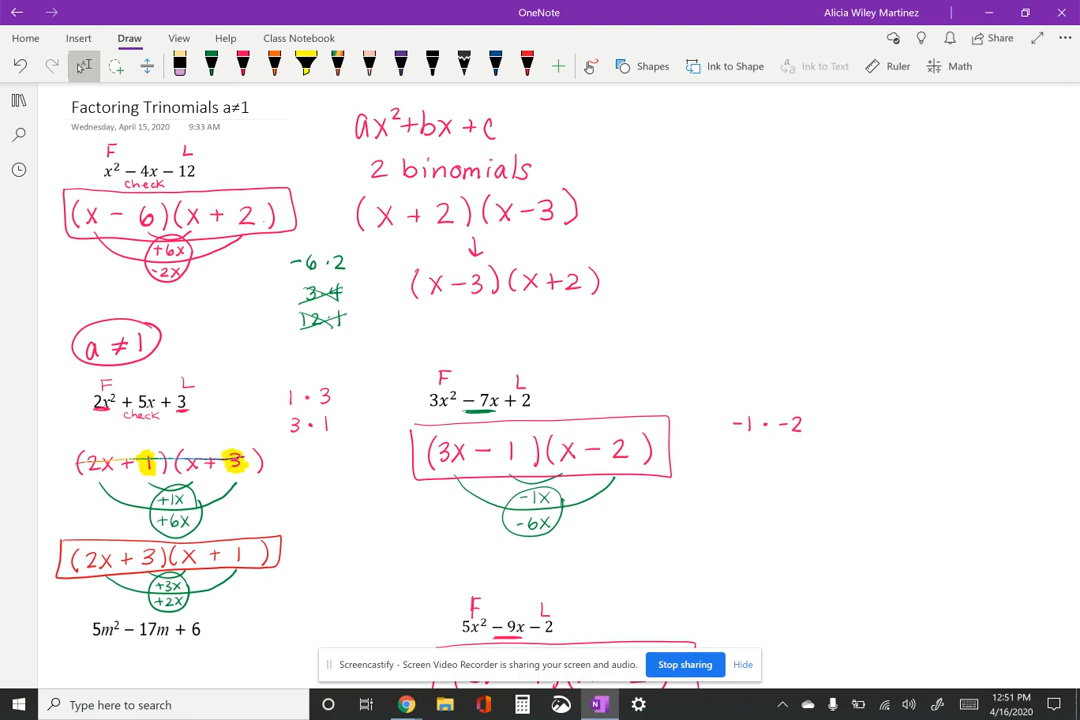 OneNote
Alicia Wiley Martinez
Home
Insert
Draw
View
Help
Class Notebook
Share
Shapes
Ink to Shape
Ink to Text
Ruler
Math
Factoring Trinomials a≠1
Wednesday, April 15, 2020 9:33 AM
F L
x² − 4x − 12
check
(x − 6)(x + 2)
+6x
-2x
ax²+bx+c
2 binomials
(x + 2)(x-3)
↓
(x-3)(x+2)
-6·2
3·4
12·1
a ≠ 1
F L
2x² + 5x + 3
check
1 · 3
3 · 1
(2x + 1)(x + 3)
+1x
+6x
(2x + 3)(x + 1)
+3x
+2x
5m² − 17m + 6
F L
3x² − 7x + 2
(3x − 1)(x − 2)
-1 · -2
-1x
-6x
F L
5x² − 9x − 2
Screencastify - Screen Video Recorder is sharing your screen and audio.
Stop sharing
Hide
Type here to search
12:51 PM
4/16/2020